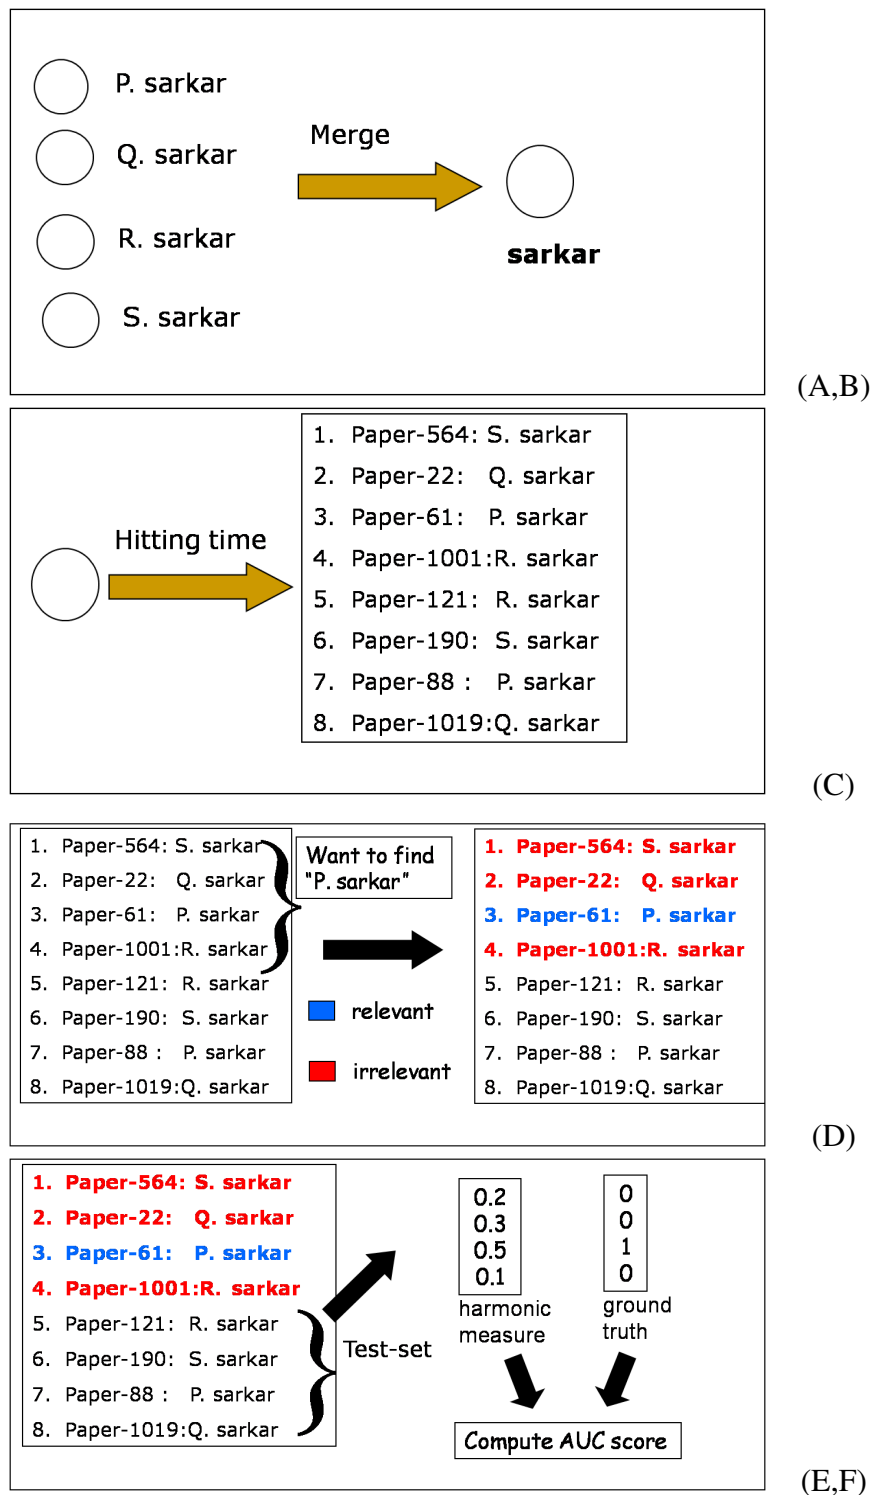 P. sarkar
Q. sarkar
R. sarkar
S. sarkar
Merge
sarkar
(A,B)
Hitting time
1. Paper-564: S. sarkar
2. Paper-22: Q. sarkar
3. Paper-61: P. sarkar
4. Paper-1001:R. sarkar
5. Paper-121: R. sarkar
6. Paper-190: S. sarkar
7. Paper-88 : P. sarkar
8. Paper-1019:Q. sarkar
(C)
1. Paper-564: S. sarkar
2. Paper-22: Q. sarkar
3. Paper-61: P. sarkar
4. Paper-1001:R. sarkar
5. Paper-121: R. sarkar
6. Paper-190: S. sarkar
7. Paper-88 : P. sarkar
8. Paper-1019:Q. sarkar
Want to find
"P. sarkar"
relevant
irrelevant
1. Paper-564: S. sarkar
2. Paper-22: Q. sarkar
3. Paper-61: P. sarkar
4. Paper-1001:R. sarkar
5. Paper-121: R. sarkar
6. Paper-190: S. sarkar
7. Paper-88 : P. sarkar
8. Paper-1019:Q. sarkar
(D)
1. Paper-564: S. sarkar
2. Paper-22: Q. sarkar
3. Paper-61: P. sarkar
4. Paper-1001:R. sarkar
5. Paper-121: R. sarkar
6. Paper-190: S. sarkar
7. Paper-88 : P. sarkar
8. Paper-1019:Q. sarkar
Test-set
0.2
0.3
0.5
0.1
harmonic
measure
0
0
1
0
ground
truth
Compute AUC score
(E,F)